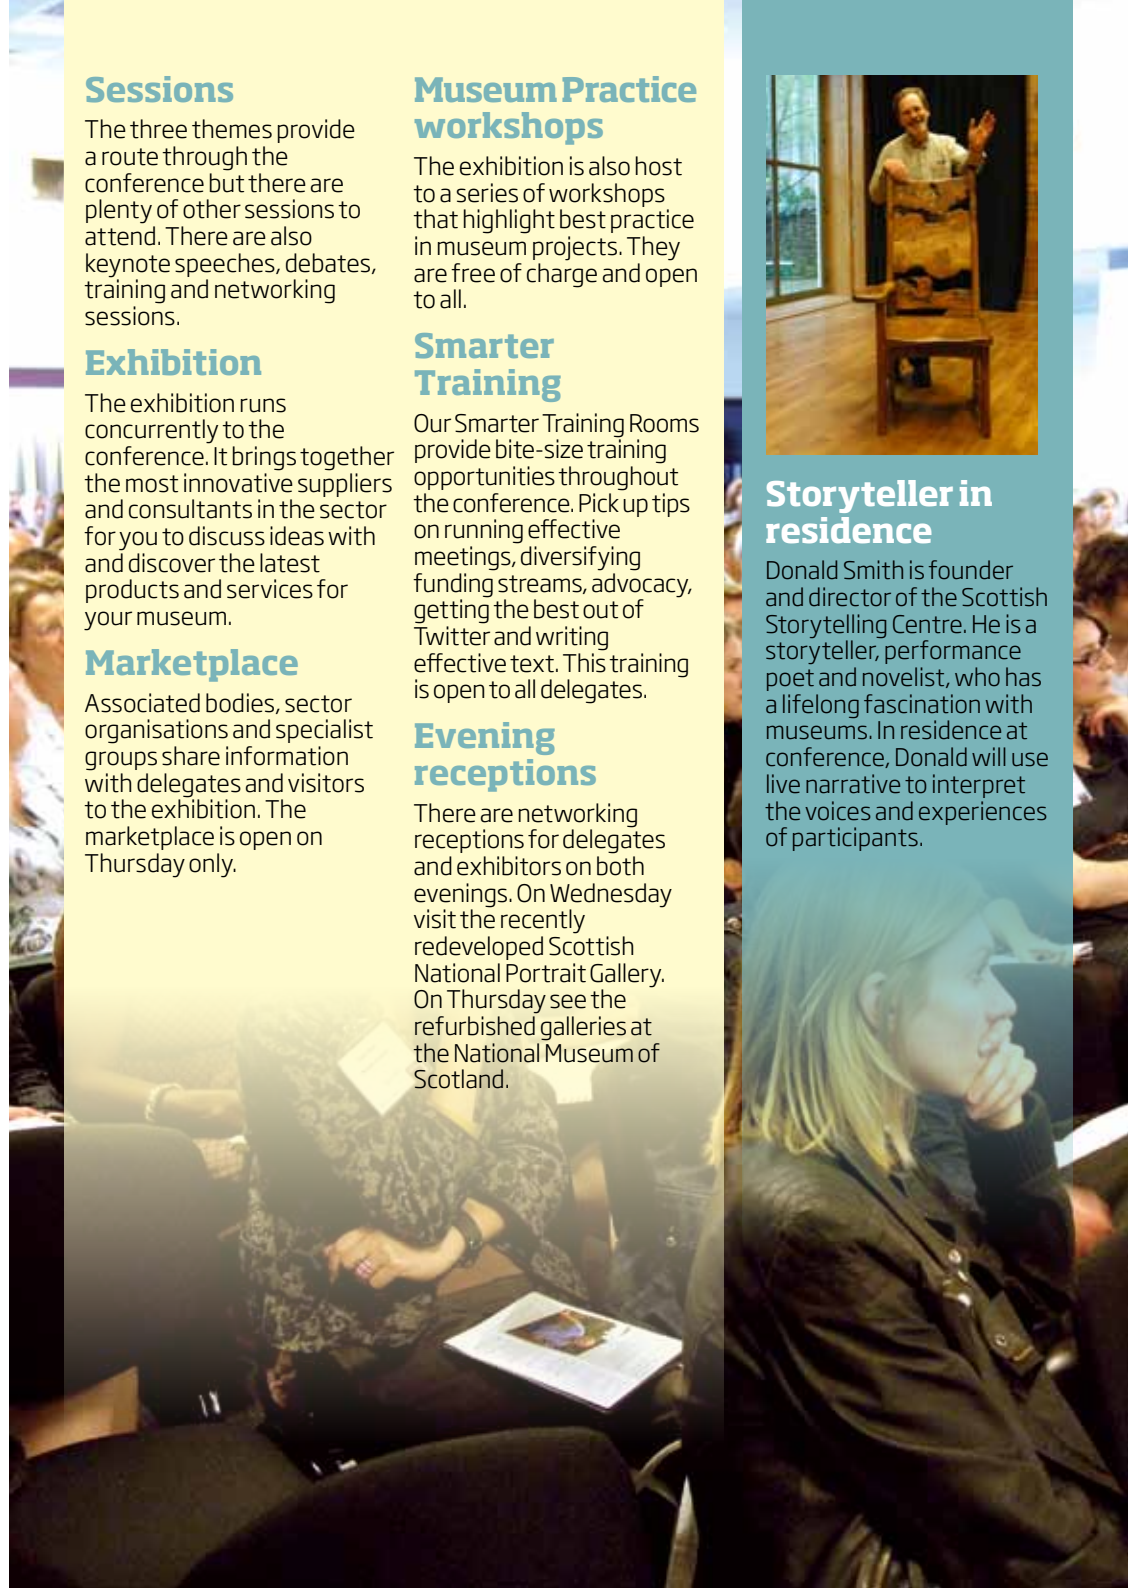 Sessions
The three themes provide
a route through the
conference but there are
plenty of other sessions to
attend. There are also
keynote speeches, debates,
training and networking
sessions.
Exhibition
The exhibition runs
concurrently to the
conference. It brings together
the most innovative suppliers
and consultants in the sector
for you to discuss ideas with
and discover the latest
products and services for
your museum.
Marketplace
Associated bodies, sector
organisations and specialist
groups share information
with delegates and visitors
to the exhibition. The
marketplace is open on
Thursday only.
Museum Practice
workshops
The exhibition is also host
to a series of workshops
that highlight best practice
in museum projects. They
are free of charge and open
to all.
Smarter
Training
Our Smarter Training Rooms
provide bite-size training
opportunities throughout
the conference. Pick up tips
on running effective
meetings, diversifying
funding streams, advocacy,
getting the best out of
Twitter and writing
effective text. This training
is open to all delegates.
Evening
receptions
There are networking
receptions for delegates
and exhibitors on both
evenings. On Wednesday
visit the recently
redeveloped Scottish
National Portrait Gallery.
On Thursday see the
refurbished galleries at
the National Museum of
Scotland.
Storyteller in
residence
Donald Smith is founder
and director of the Scottish
Storytelling Centre. He is a
storyteller, performance
poet and novelist, who has
a lifelong fascination with
museums. In residence at
conference, Donald will use
live narrative to interpret
the voices and experiences
of participants.